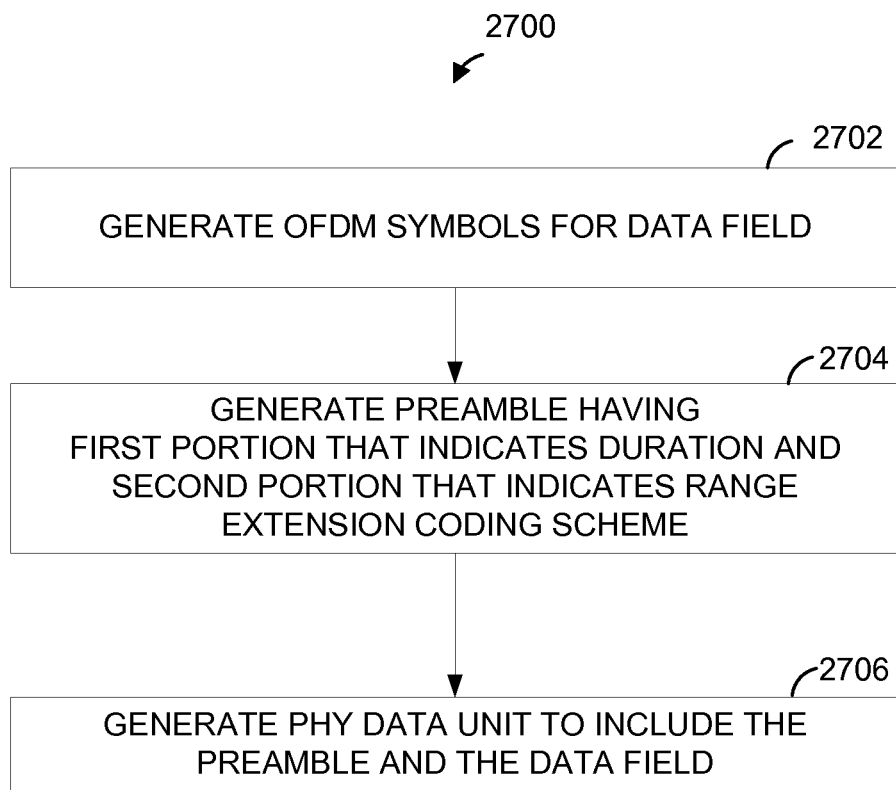 2700
2702
GENERATE OFDM SYMBOLS FOR DATA FIELD
2704
GENERATE PREAMBLE HAVING
FIRST PORTION THAT INDICATES DURATION AND
SECOND PORTION THAT INDICATES RANGE
EXTENSION CODING SCHEME
2706
GENERATE PHY DATA UNIT TO INCLUDE THE
PREAMBLE AND THE DATA FIELD